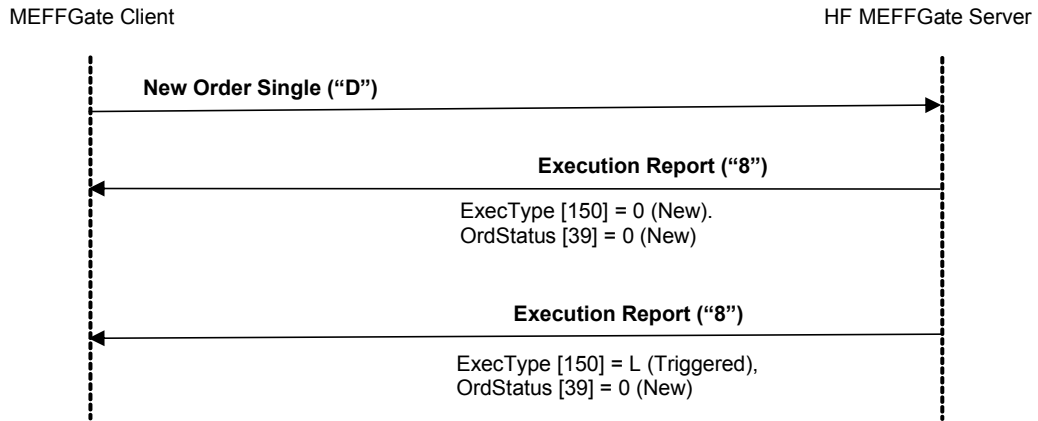 MEFFGate Client
HF MEFFGate Server
New Order Single (“D”)
Execution Report (“8”)
ExecType [150] = 0 (New).
OrdStatus [39] = 0 (New)
Execution Report (“8”)
ExecType [150] = L (Triggered),
OrdStatus [39] = 0 (New)